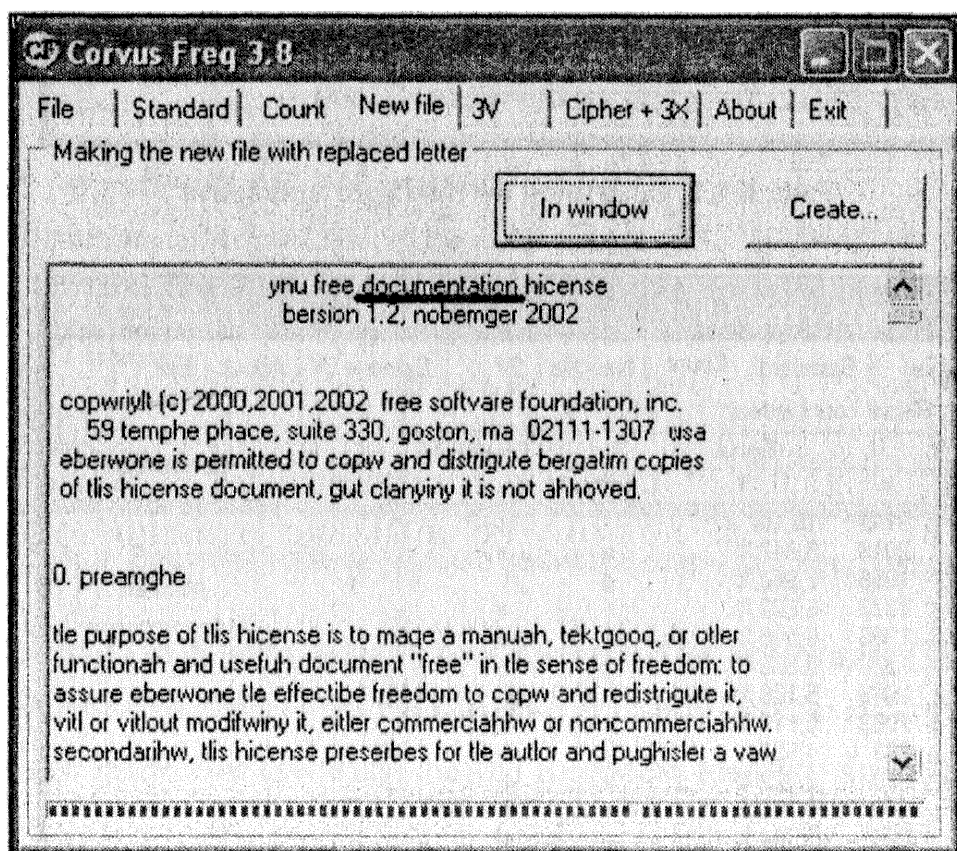 CF Corvus Freq 3.8
File Standard Count New file 3V Cipher + 3X About Exit
Making the new file with replaced letter
In window Create...
ynu free documentation hicense
bersion 1.2, nobemger 2002
copwriylt (c) 2000,2001,2002 free softvare foundation, inc.
59 temphe phace, suite 330, goston, ma 02111-1307 usa
eberwone is permitted to copw and distrigute bergatim copies
of tlis hicense document, gut clanyiny it is not ahhoved.
0. preamghe
tle purpose of tlis hicense is to maqe a manuah, tektgooq, or otler
functionah and usefuh document "free" in tle sense of freedom: to
assure eberwone tle effectibe freedom to copw and redistrigute it,
vitl or vitlout modifwiny it, eitler commerciahhw or noncommerciahhw.
secondarihw, tlis hicense preserbes for tle autlor and pughisler a vaw